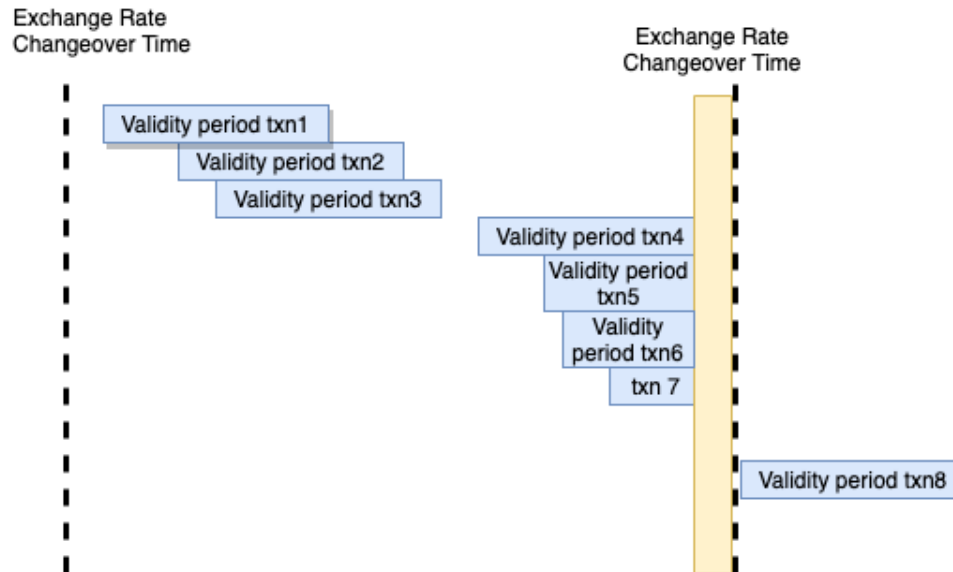 Exchange Rate
Changeover Time
Exchange Rate
Changeover Time
Validity period txn1
Validity period txn2
Validity period txn3
Validity period txn4
Validity period
txn5
Validity
period txn6
txn 7
Validity period txn8